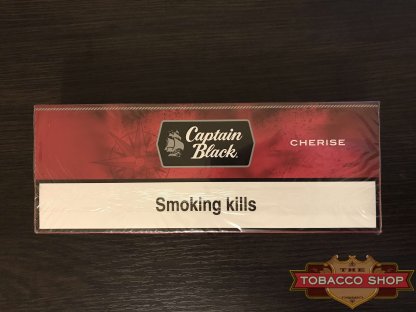 Captain
Black
CHERISE
Smoking kills
THE
TOBACCO SHOP